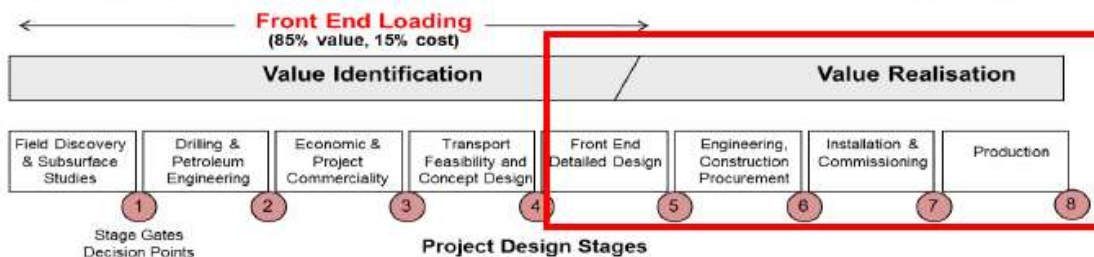 Front End Loading
(85% value, 15% cost)
Value Identification
Value Realisation
Field Discovery
& Subsurface
Studies
Drilling &
Petroleum
Engineering
Economic &
Project
Commerciality
Transport
Feasibility and
Concept Design
Front End
Detailed Design
Engineering,
Construction
Procurement
Installation &
Commissioning
Production
1
2
3
4
5
6
7
8
Stage Gates
Decision Points
Project Design Stages